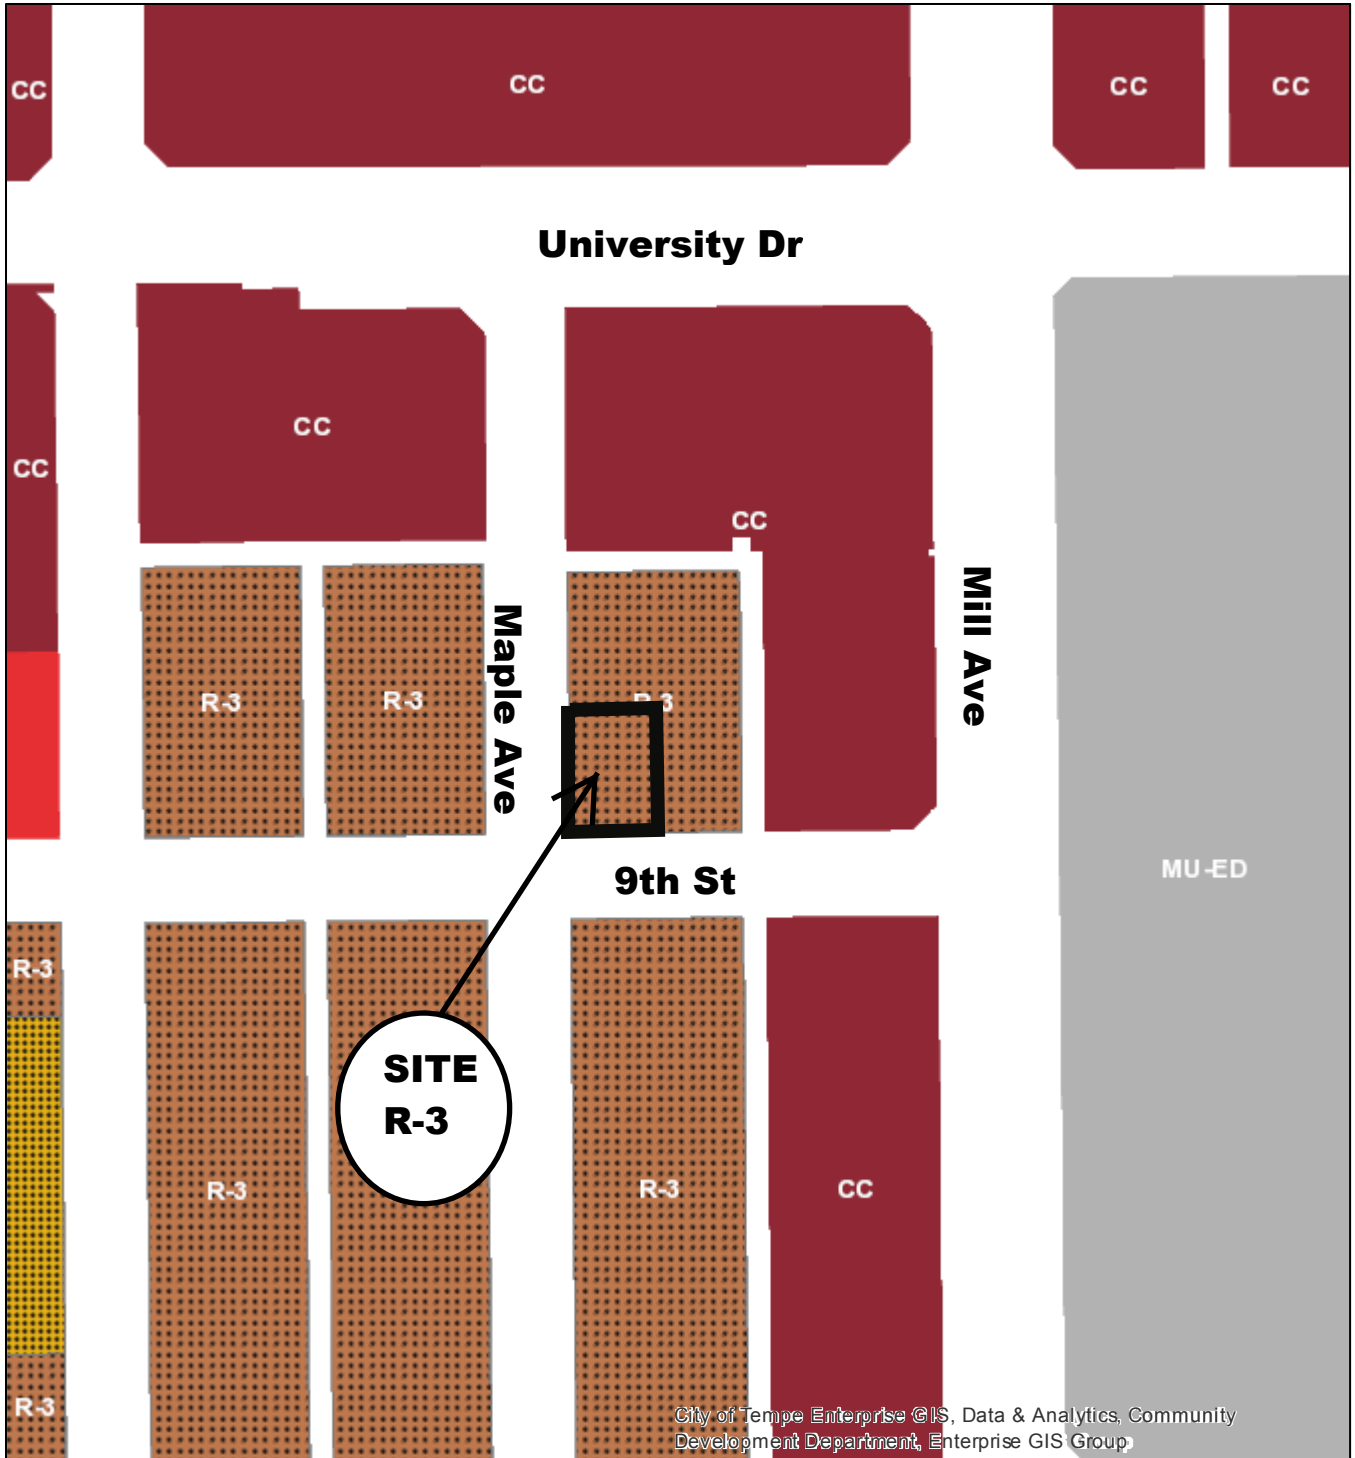 CC
CC
CC
CC
University Dr
CC
CC
CC
Mill Ave
Maple Ave
R-3
R-3
R-3
9th St
MU-ED
R-3
SITE
R-3
R-3
R-3
CC
R-3
City of Tempe Enterprise GIS, Data & Analytics, Community
Development Department, Enterprise GIS Group